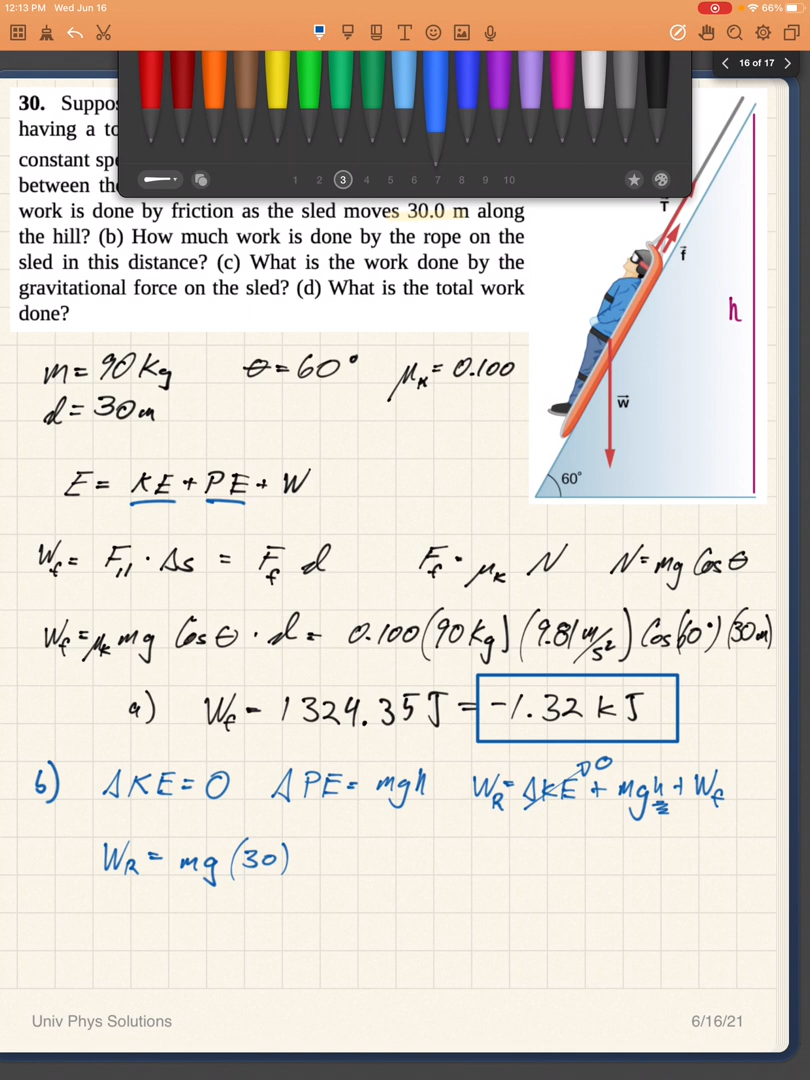 12:13 PM Wed Jun 16
66%
16 of 17
1 2 3 4 5 6 7 8 9 10
30. Suppo
having a to
constant spe
between th
work is done by friction as the sled moves 30.0 m along
the hill? (b) How much work is done by the rope on the
sled in this distance? (c) What is the work done by the
gravitational force on the sled? (d) What is the total work
done?
T
f
h
w
60°
m = 90 kg θ = 60° μk = 0.100
d = 30 m
E = KE + PE + W
Wf = F∥ · Δs = Ff d Ff = μk N N = mg Cos θ
Wf = μk mg Cos θ · d = 0.100 (90 kg) (9.81 m/s²) Cos(60°) (30m)
a) Wf = 1324.35 J = -1.32 kJ
b) ΔKE = 0 ΔPE = mgh WR = ΔKE→0 + mgh + Wf
WR = mg (30)
Univ Phys Solutions 6/16/21